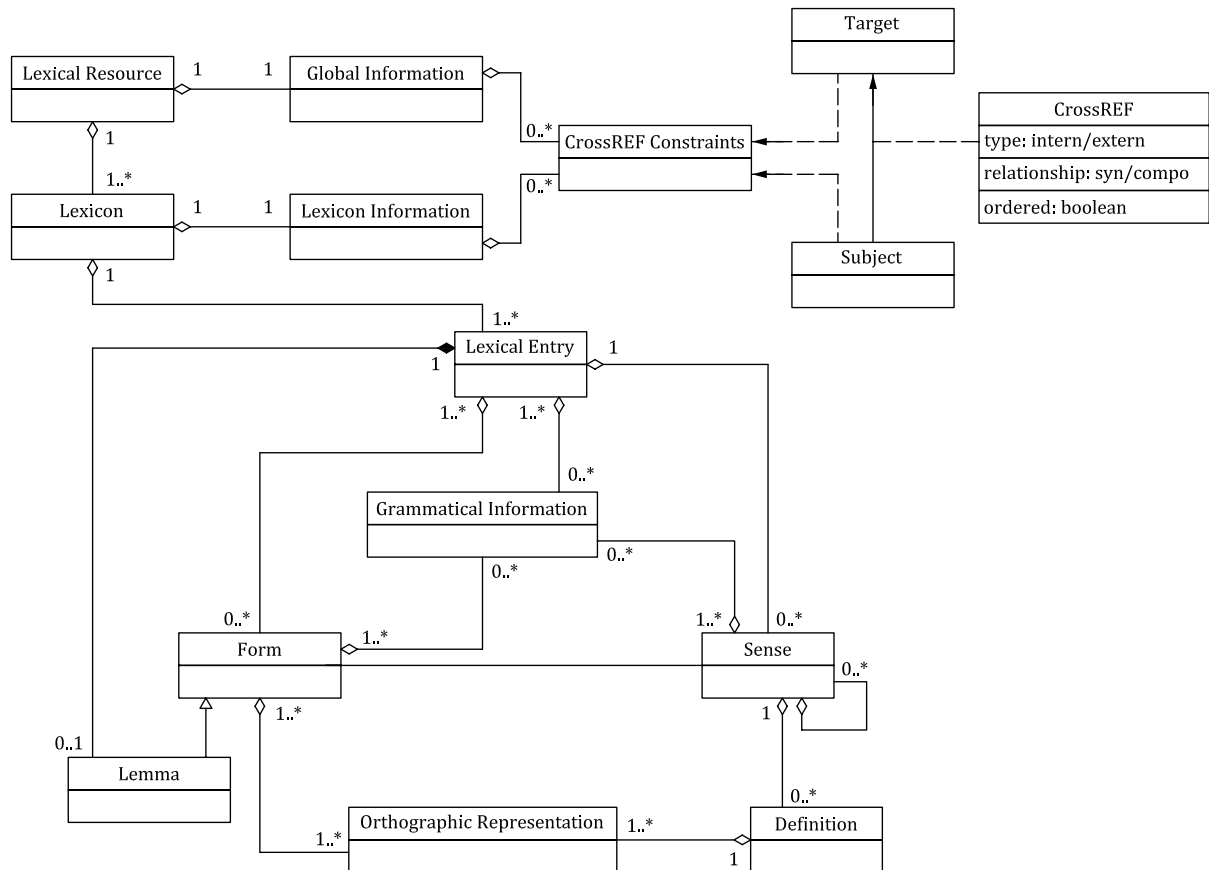 Target
Lexical Resource
1
1
Global Information
CrossREF
type: intern/extern
relationship: syn/compo
ordered: boolean
0..*
CrossREF Constraints
1
1..*
0..*
Lexicon
1
1
Lexicon Information
Subject
1
1..*
Lexical Entry
1
1
1..*
1..*
0..*
Grammatical Information
0..*
0..*
0..*
1..*
1..*
0..*
Form
Sense
0..*
1..*
1
0..1
Lemma
0..*
Orthographic Representation
1..*
1..*
Definition
1